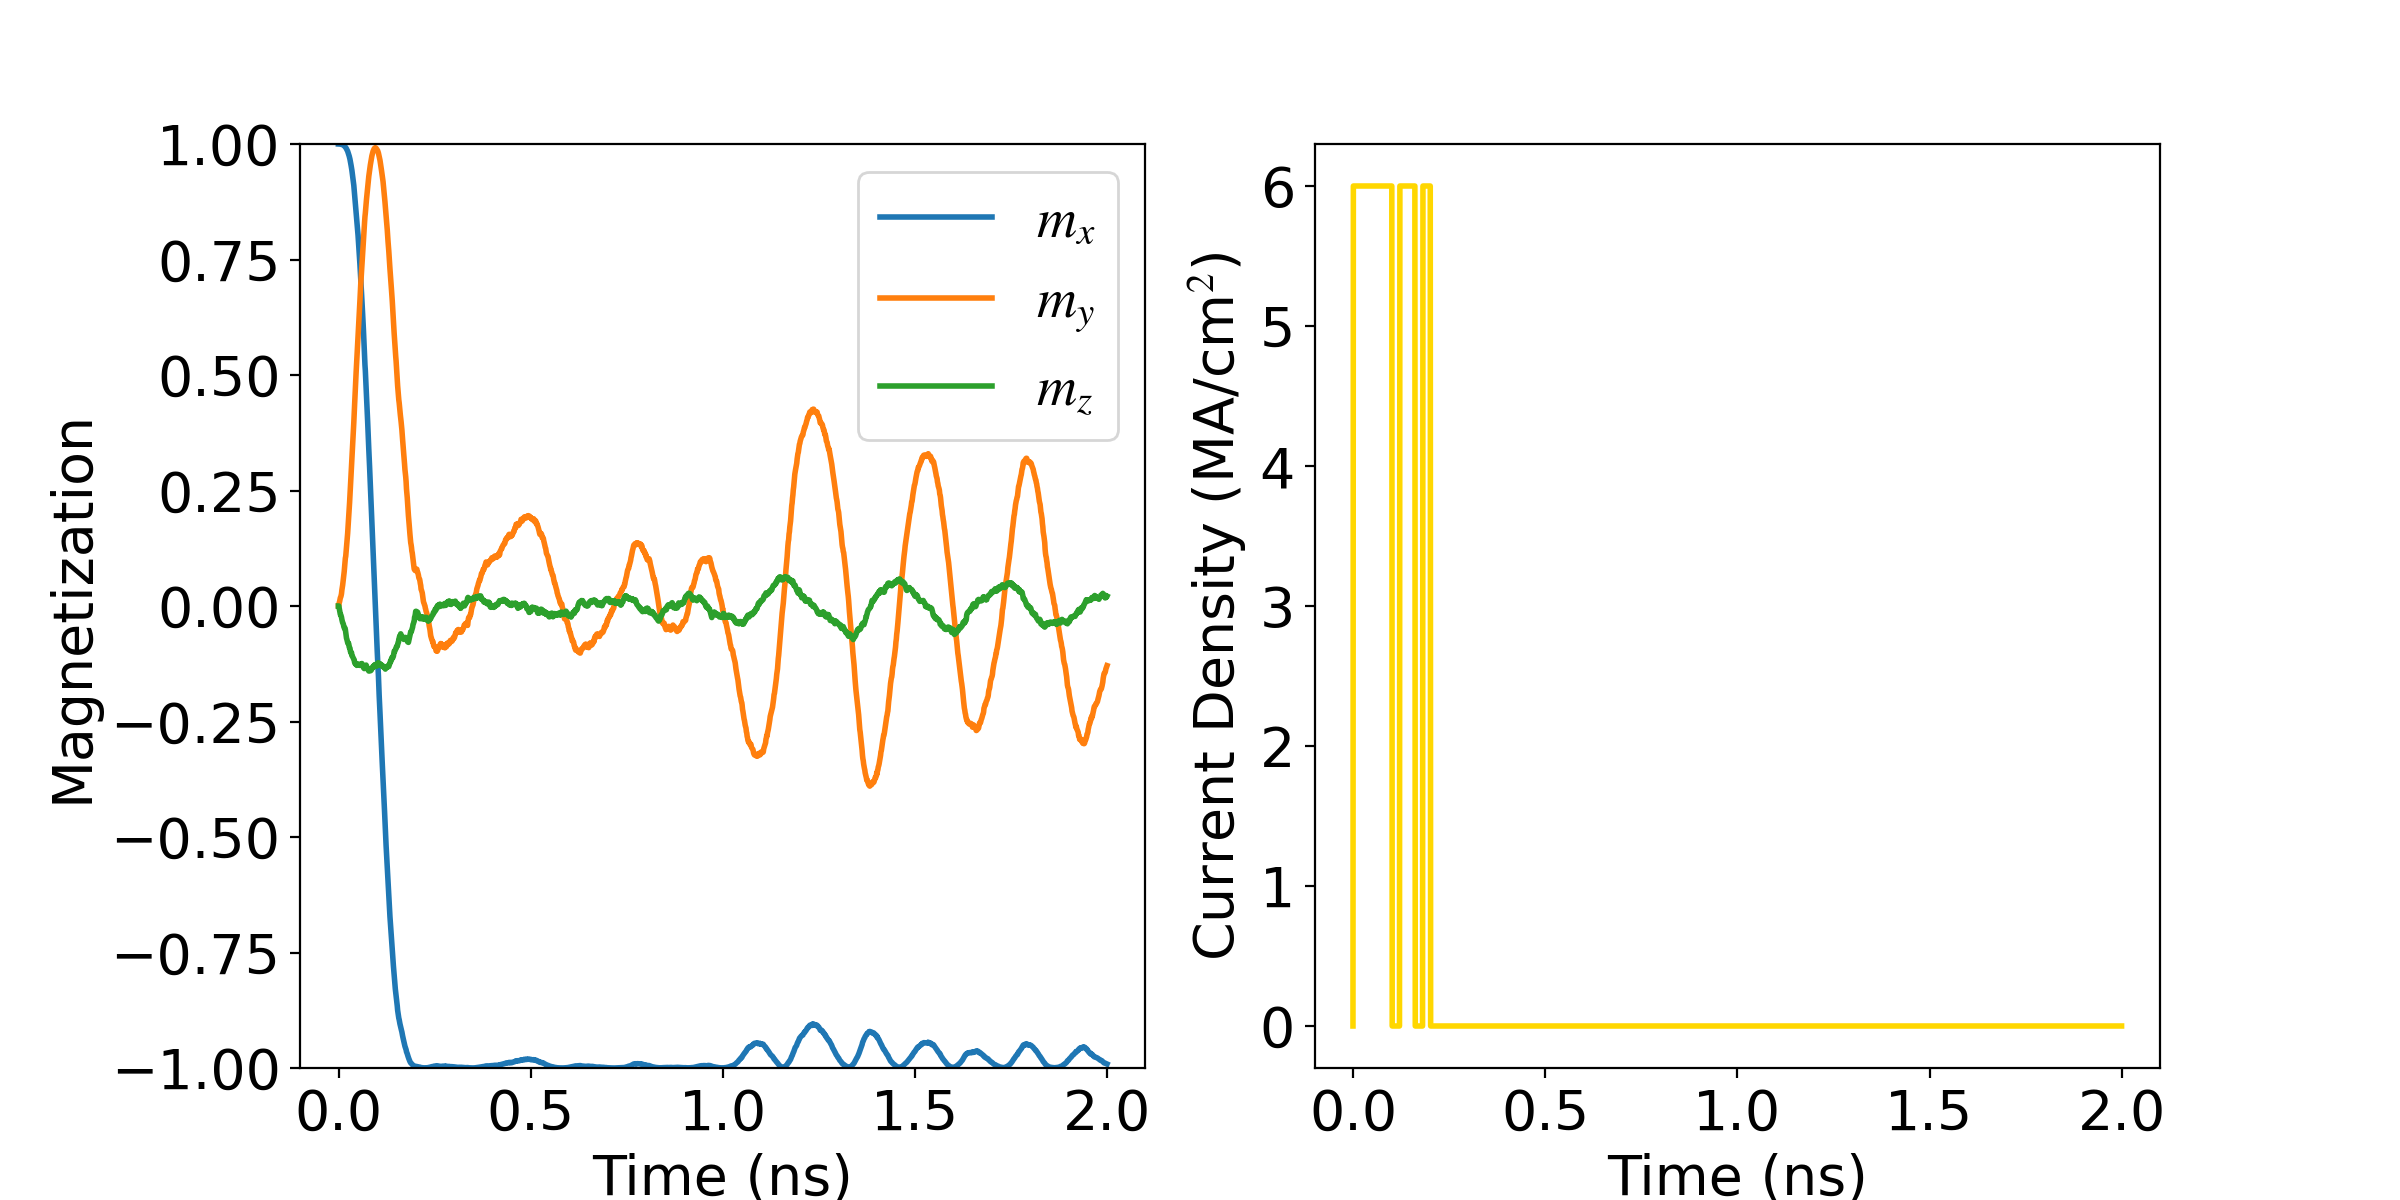 1.00
0.75
0.50
0.25
0.00
−0.25
−0.50
−0.75
−1.00
Magnetization
0.0 0.5 1.0 1.5 2.0
Time (ns)
m_x
m_y
m_z
6
5
4
3
2
1
0
Current Density (MA/cm²)
0.0 0.5 1.0 1.5 2.0
Time (ns)